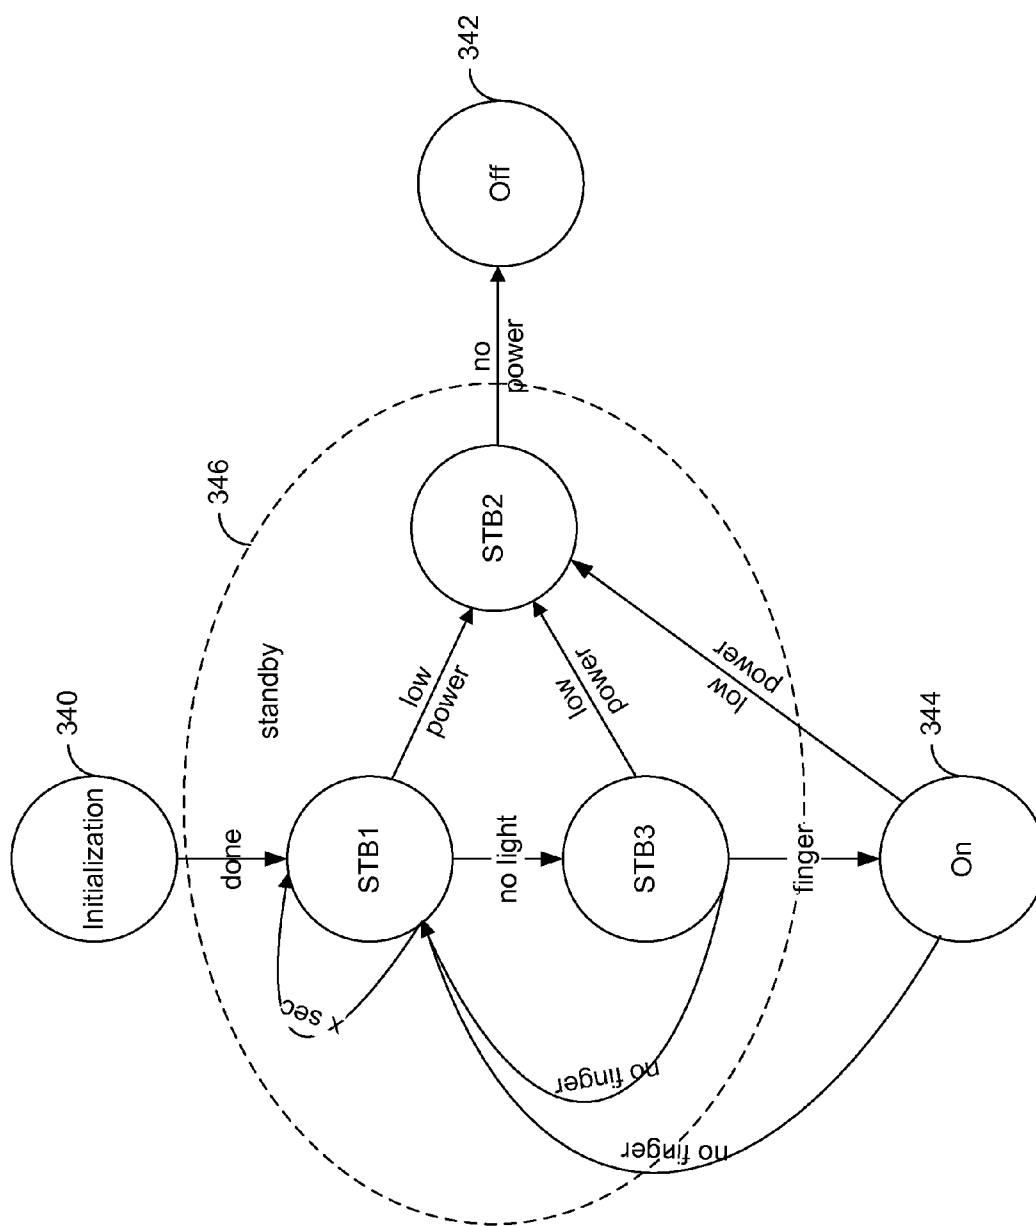 340
Initialization
done
346
standby
STB1
X sec
low
power
no light
STB3
low
power
STB2
no
power
Off
342
finger
On
344
low
power
no finger
no finger